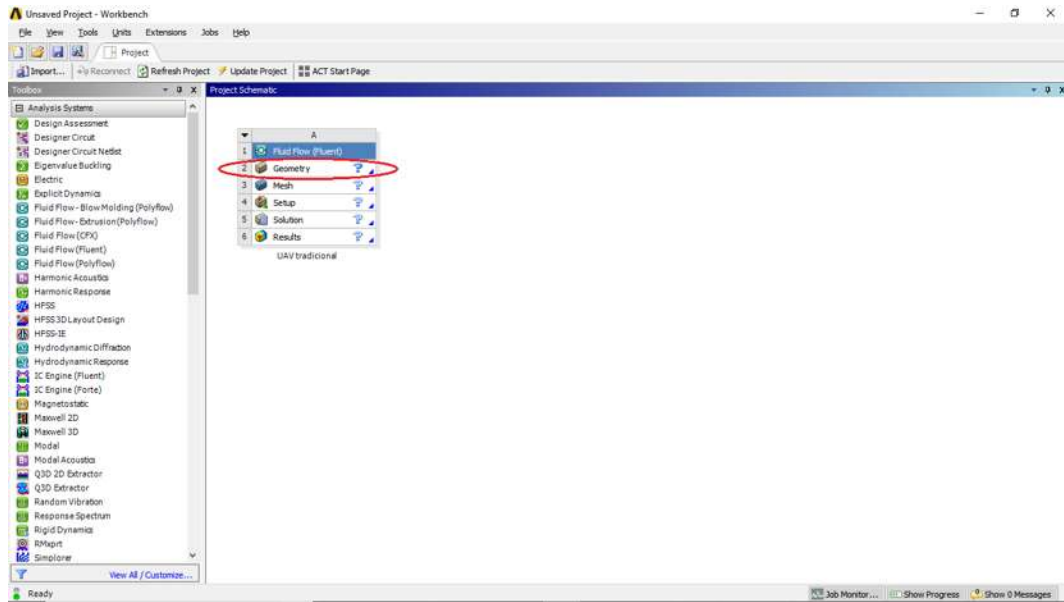 Unsaved Project - Workbench
File View Tools Units Extensions Jobs Help
Project
Import... Reconnect Refresh Project Update Project ACT Start Page
Toolbox
Project Schematic
Analysis Systems
Design Assessment
Designer Circuit
Designer Circuit Netlist
Eigenvalue Buckling
Electric
Explicit Dynamics
Fluid Flow - Blow Molding (Polyflow)
Fluid Flow - Extrusion (Polyflow)
Fluid Flow (CFX)
Fluid Flow (Fluent)
Fluid Flow (Polyflow)
Harmonic Acoustics
Harmonic Response
HFSS
HFSS 3D Layout Design
HFSS-IE
Hydrodynamic Diffraction
Hydrodynamic Response
IC Engine (Fluent)
IC Engine (Forte)
Magnetostatic
Maxwell 2D
Maxwell 3D
Modal
Modal Acoustics
Q3D 2D Extractor
Q3D Extractor
Random Vibration
Response Spectrum
Rigid Dynamics
RMxprt
Simplorer
View All / Customize...
A
1 Fluid Flow (Fluent)
2 Geometry ?
3 Mesh ?
4 Setup ?
5 Solution ?
6 Results ?
UAV tradicional
Ready
Job Monitor... Show Progress Show 0 Messages